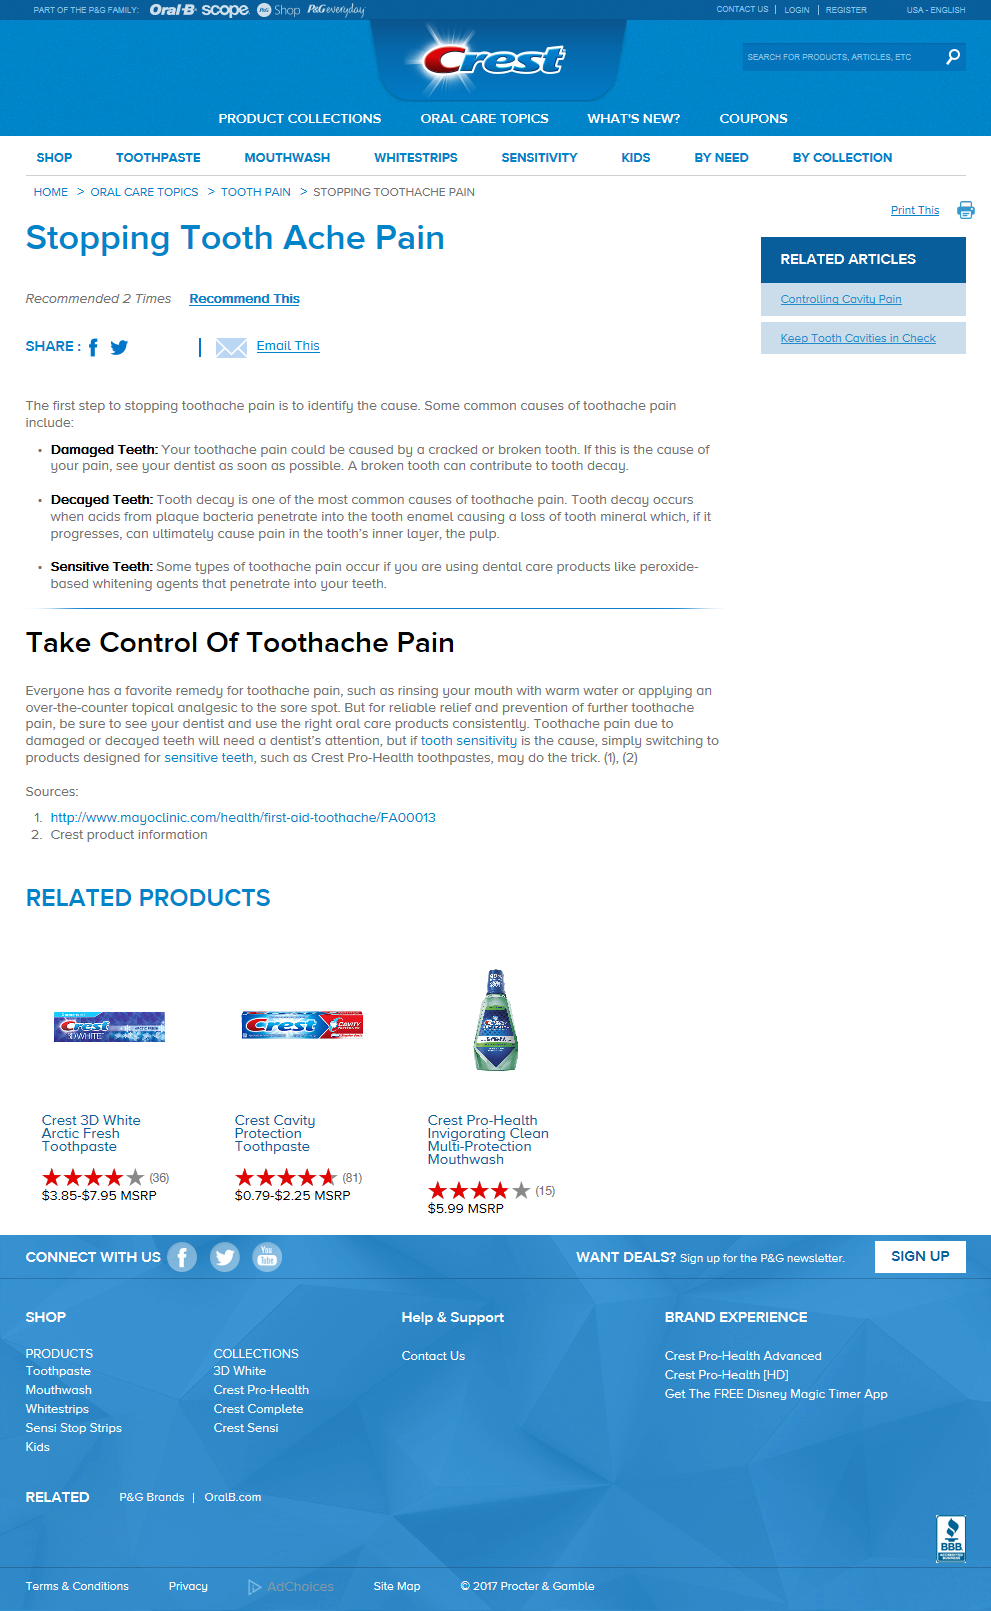 PART OF THE P&G FAMILY: Oral-B scope P&G Shop P&G everyday
CONTACT US | LOGIN | REGISTER USA - ENGLISH
Crest
SEARCH FOR PRODUCTS, ARTICLES, ETC
PRODUCT COLLECTIONS ORAL CARE TOPICS WHAT'S NEW? COUPONS
SHOP TOOTHPASTE MOUTHWASH WHITESTRIPS SENSITIVITY KIDS BY NEED BY COLLECTION
HOME > ORAL CARE TOPICS > TOOTH PAIN > STOPPING TOOTHACHE PAIN
Print This
Stopping Tooth Ache Pain
RELATED ARTICLES
Controlling Cavity Pain
Keep Tooth Cavities in Check
Recommended 2 Times Recommend This
SHARE : | Email This
The first step to stopping toothache pain is to identify the cause. Some common causes of toothache pain
include:
• Damaged Teeth: Your toothache pain could be caused by a cracked or broken tooth. If this is the cause of
your pain, see your dentist as soon as possible. A broken tooth can contribute to tooth decay.
• Decayed Teeth: Tooth decay is one of the most common causes of toothache pain. Tooth decay occurs
when acids from plaque bacteria penetrate into the tooth enamel causing a loss of tooth mineral which, if it
progresses, can ultimately cause pain in the tooth's inner layer, the pulp.
• Sensitive Teeth: Some types of toothache pain occur if you are using dental care products like peroxide-
based whitening agents that penetrate into your teeth.
Take Control Of Toothache Pain
Everyone has a favorite remedy for toothache pain, such as rinsing your mouth with warm water or applying an
over-the-counter topical analgesic to the sore spot. But for reliable relief and prevention of further toothache
pain, be sure to see your dentist and use the right oral care products consistently. Toothache pain due to
damaged or decayed teeth will need a dentist's attention, but if tooth sensitivity is the cause, simply switching to
products designed for sensitive teeth, such as Crest Pro-Health toothpastes, may do the trick. (1), (2)
Sources:
1. http://www.mayoclinic.com/health/first-aid-toothache/FA00013
2. Crest product information
RELATED PRODUCTS
Crest 3D WHITE ARCTIC FRESH
Crest CAVITY
Crest
Crest 3D White
Arctic Fresh
Toothpaste
(36)
$3.85-$7.95 MSRP
Crest Cavity
Protection
Toothpaste
(81)
$0.79-$2.25 MSRP
Crest Pro-Health
Invigorating Clean
Multi-Protection
Mouthwash
(15)
$5.99 MSRP
CONNECT WITH US You Tube
WANT DEALS? Sign up for the P&G newsletter. SIGN UP
SHOP
PRODUCTS
Toothpaste
Mouthwash
Whitestrips
Sensi Stop Strips
Kids
COLLECTIONS
3D White
Crest Pro-Health
Crest Complete
Crest Sensi
Help & Support
Contact Us
BRAND EXPERIENCE
Crest Pro-Health Advanced
Crest Pro-Health [HD]
Get The FREE Disney Magic Timer App
RELATED P&G Brands | OralB.com
BBB
ACCREDITED
BUSINESS
Terms & Conditions Privacy AdChoices Site Map © 2017 Procter & Gamble